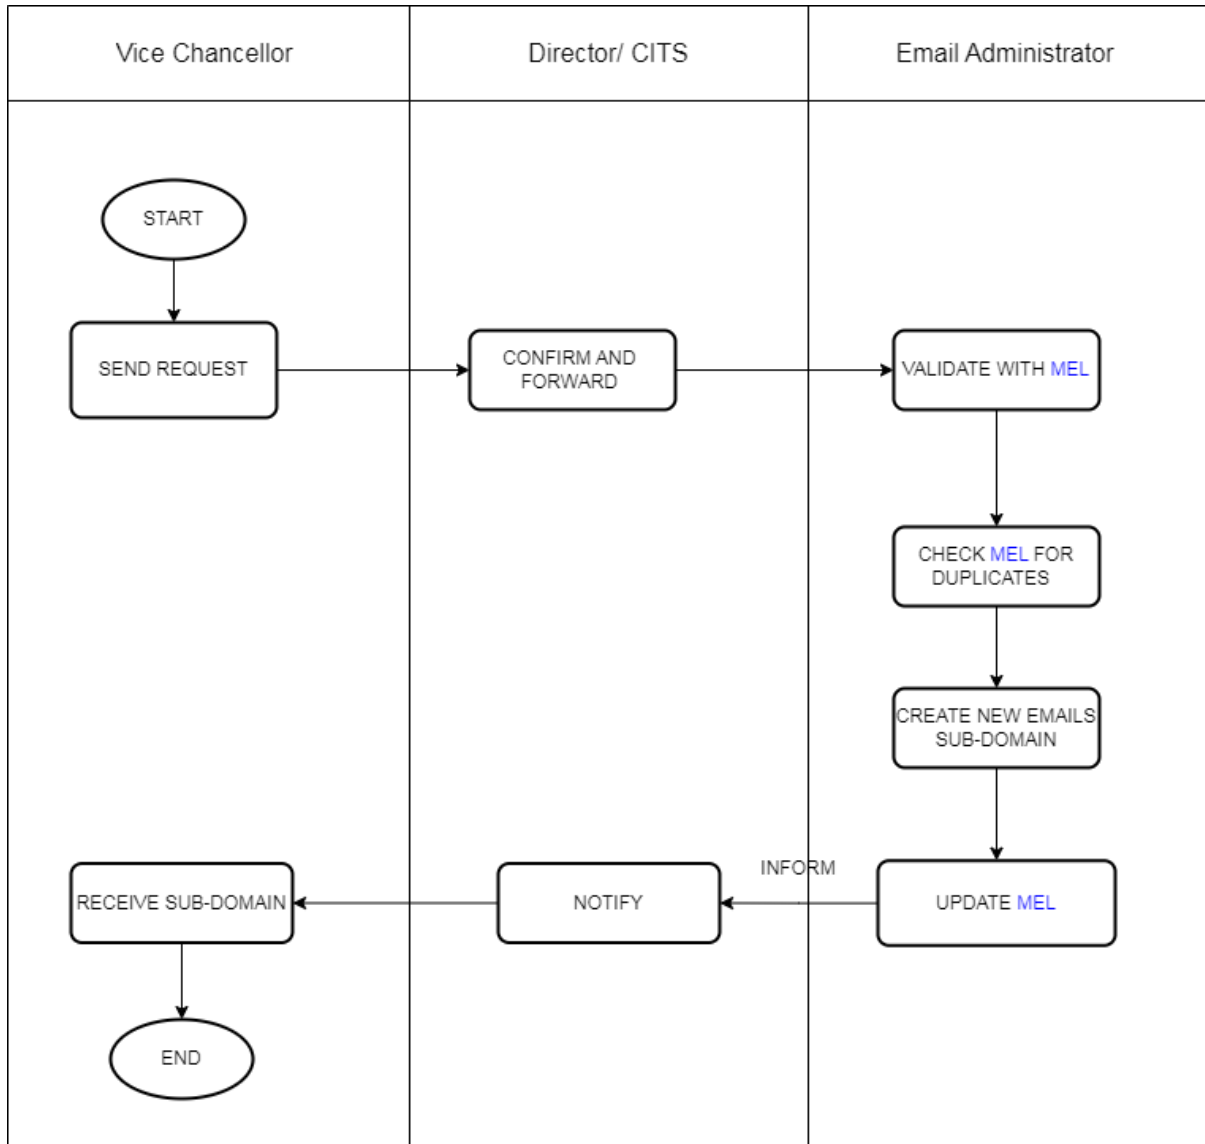 Vice Chancellor
Director/ CITS
Email Administrator
START
SEND REQUEST
CONFIRM AND
FORWARD
VALIDATE WITH MEL
CHECK MEL FOR
DUPLICATES
CREATE NEW EMAILS
SUB-DOMAIN
UPDATE MEL
INFORM
NOTIFY
RECEIVE SUB-DOMAIN
END